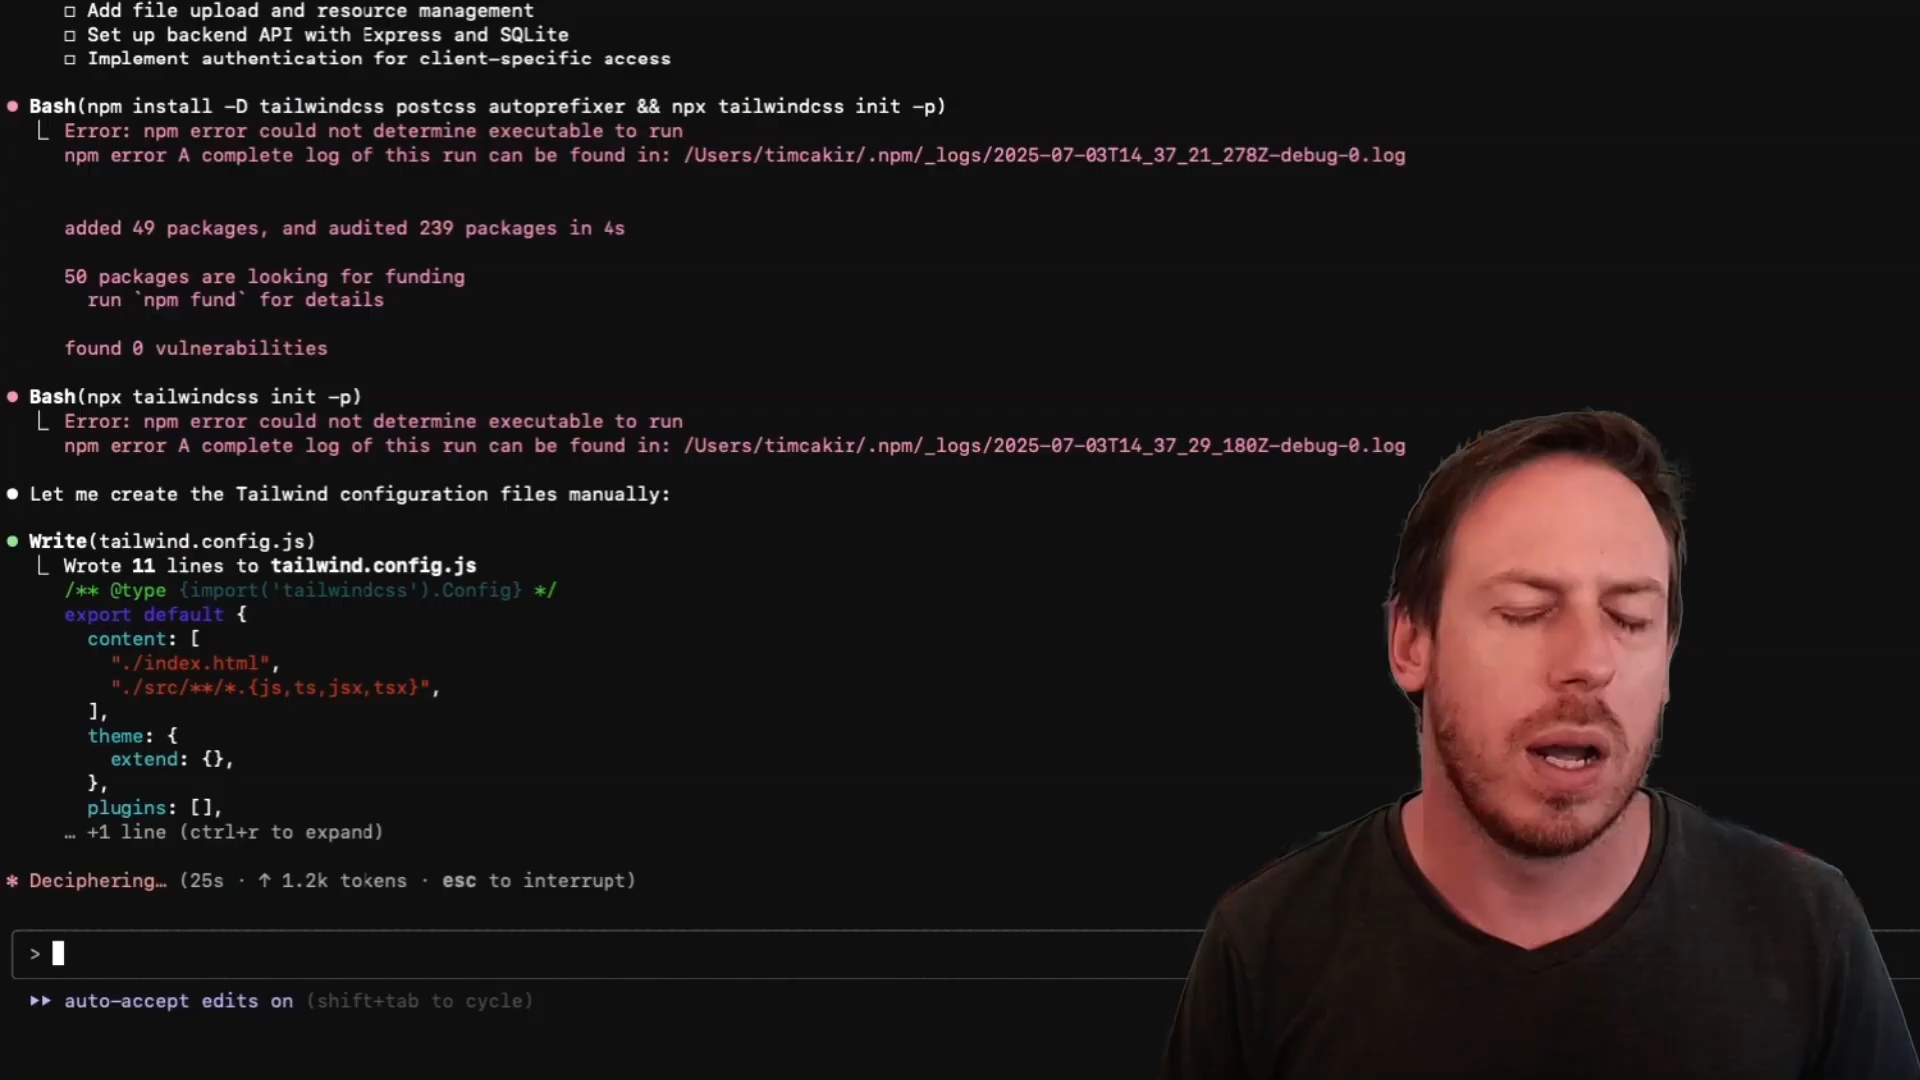 □ Add file upload and resource management
□ Set up backend API with Express and SQLite
□ Implement authentication for client-specific access
● Bash(npm install -D tailwindcss postcss autoprefixer && npx tailwindcss init -p)
⎿ Error: npm error could not determine executable to run
npm error A complete log of this run can be found in: /Users/timcakir/.npm/_logs/2025-07-03T14_37_21_278Z-debug-0.log
added 49 packages, and audited 239 packages in 4s
50 packages are looking for funding
run `npm fund` for details
found 0 vulnerabilities
● Bash(npx tailwindcss init -p)
⎿ Error: npm error could not determine executable to run
npm error A complete log of this run can be found in: /Users/timcakir/.npm/_logs/2025-07-03T14_37_29_180Z-debug-0.log
● Let me create the Tailwind configuration files manually:
● Write(tailwind.config.js)
⎿ Wrote 11 lines to tailwind.config.js
/** @type {import('tailwindcss').Config} */
export default {
content: [
"./index.html",
"./src/**/*.{js,ts,jsx,tsx}",
],
theme: {
extend: {},
},
plugins: [],
… +1 line (ctrl+r to expand)
* Deciphering… (25s · ↑ 1.2k tokens · esc to interrupt)
>
⏵⏵ auto-accept edits on (shift+tab to cycle)